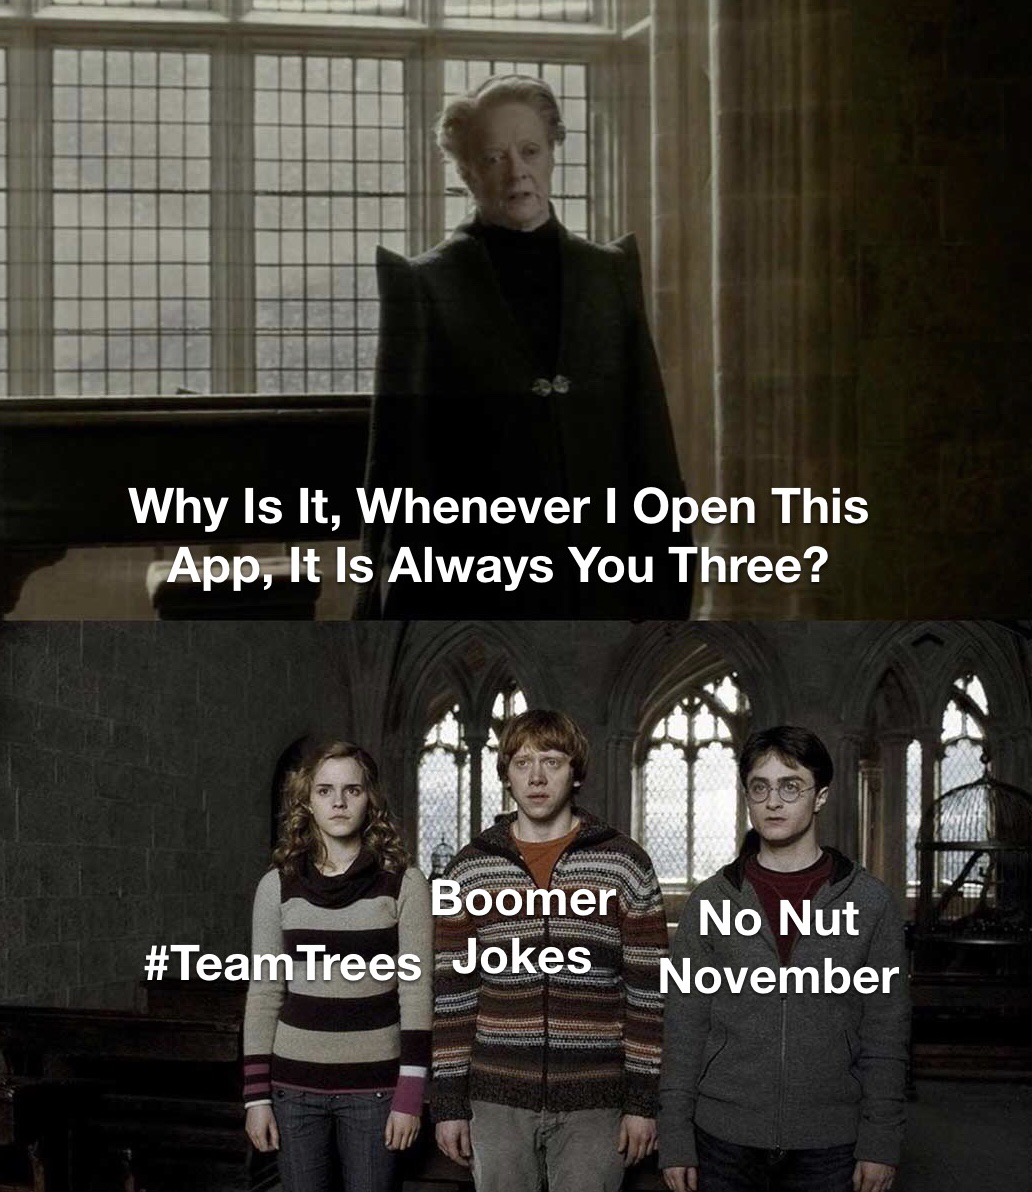 Why Is It, Whenever I Open This
App, It Is Always You Three?
#TeamTrees
Boomer
Jokes
No Nut
November